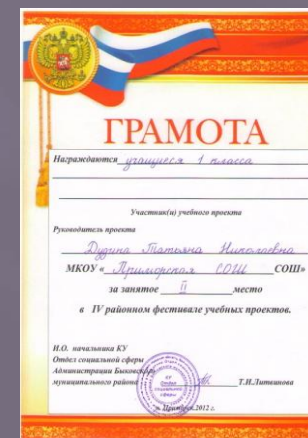 ГРАМОТА
Награждаются учащиеся 1 класса
Участник(и) учебного проекта
Руководитель проекта
Дудина Татьяна Николаевна
МКОУ « Приморская СОШ СОШ»
за занятое II место
в IV районном фестивале учебных проектов.
И.О. начальника КУ
Отдел социальной сферы
Администрации Быковского
муниципального района Т.И.Литвинова
2012 г.